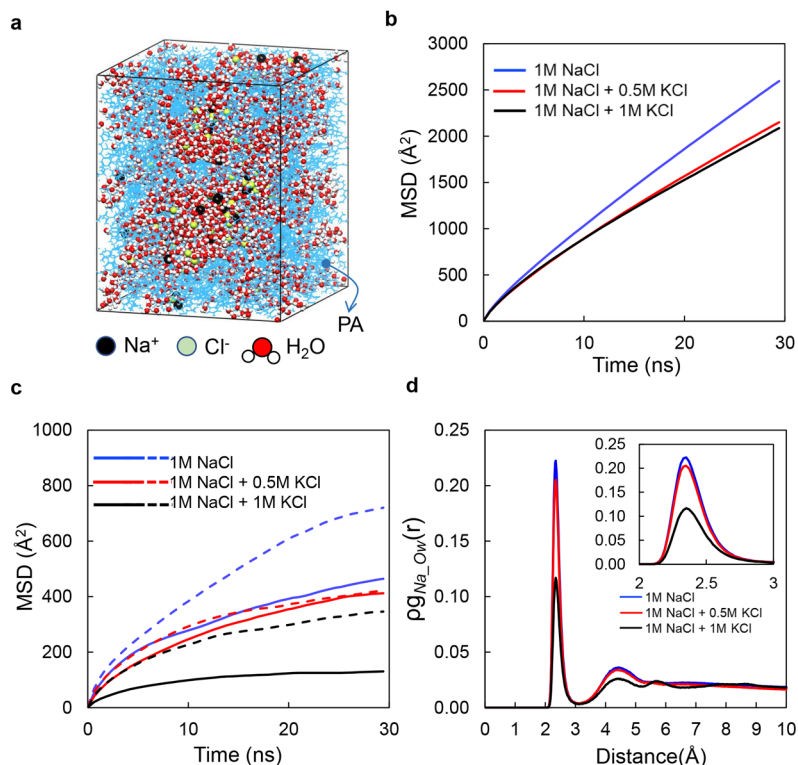 a
PA
Na⁺
Cl⁻
H₂O
b
3000
2500
2000
1500
1000
500
0
MSD (Å²)
1M NaCl
1M NaCl + 0.5M KCl
1M NaCl + 1M KCl
0 10 20 30
Time (ns)
c
1000
800
600
400
200
0
MSD (Å²)
1M NaCl
1M NaCl + 0.5M KCl
1M NaCl + 1M KCl
0 10 20 30
Time (ns)
d
0.25
0.20
0.15
0.10
0.05
0.00
ρg_Na_Ow(r)
0.25
0.20
0.15
0.10
0.05
0.00
2 2.5 3
1M NaCl
1M NaCl + 0.5M KCl
1M NaCl + 1M KCl
0 1 2 3 4 5 6 7 8 9 10
Distance(Å)